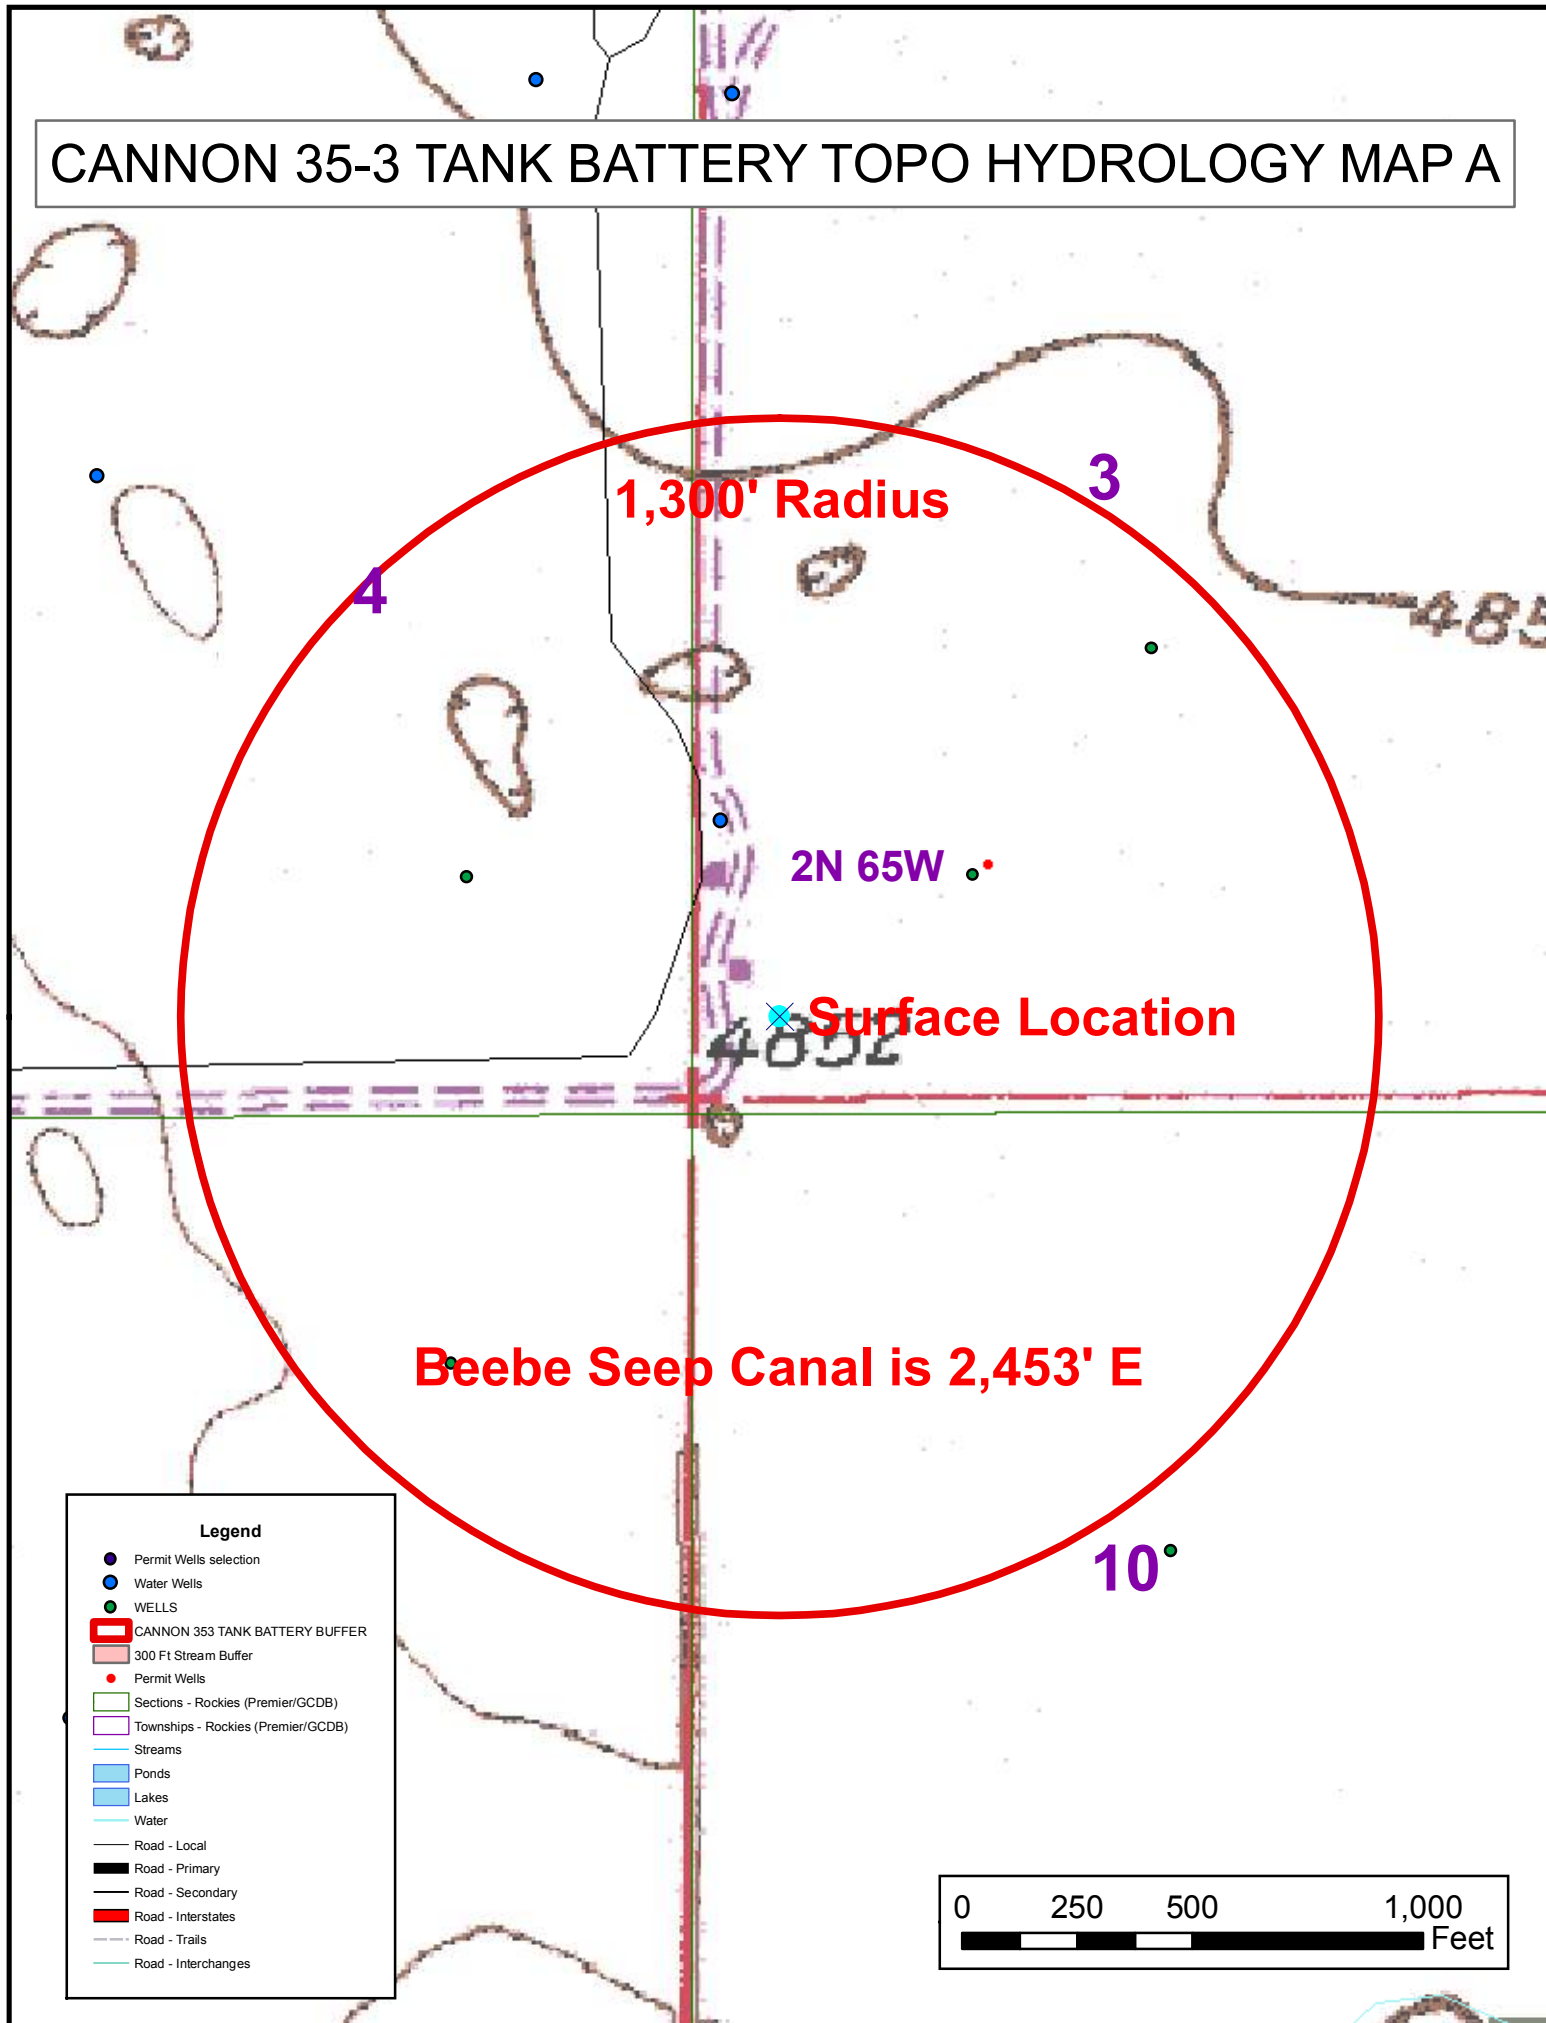 CANNON 35-3 TANK BATTERY TOPO HYDROLOGY MAP A
3
1,300' Radius
4
485
2N 65W
Surface Location
4852
Beebe Seep Canal is 2,453' E
10
Legend
Permit Wells selection
Water Wells
WELLS
CANNON 353 TANK BATTERY BUFFER
300 Ft Stream Buffer
Permit Wells
Sections - Rockies (Premier/GCDB)
Townships - Rockies (Premier/GCDB)
Streams
Ponds
Lakes
Water
Road - Local
Road - Primary
Road - Secondary
Road - Interstates
Road - Trails
Road - Interchanges
0 250 500 1,000
Feet